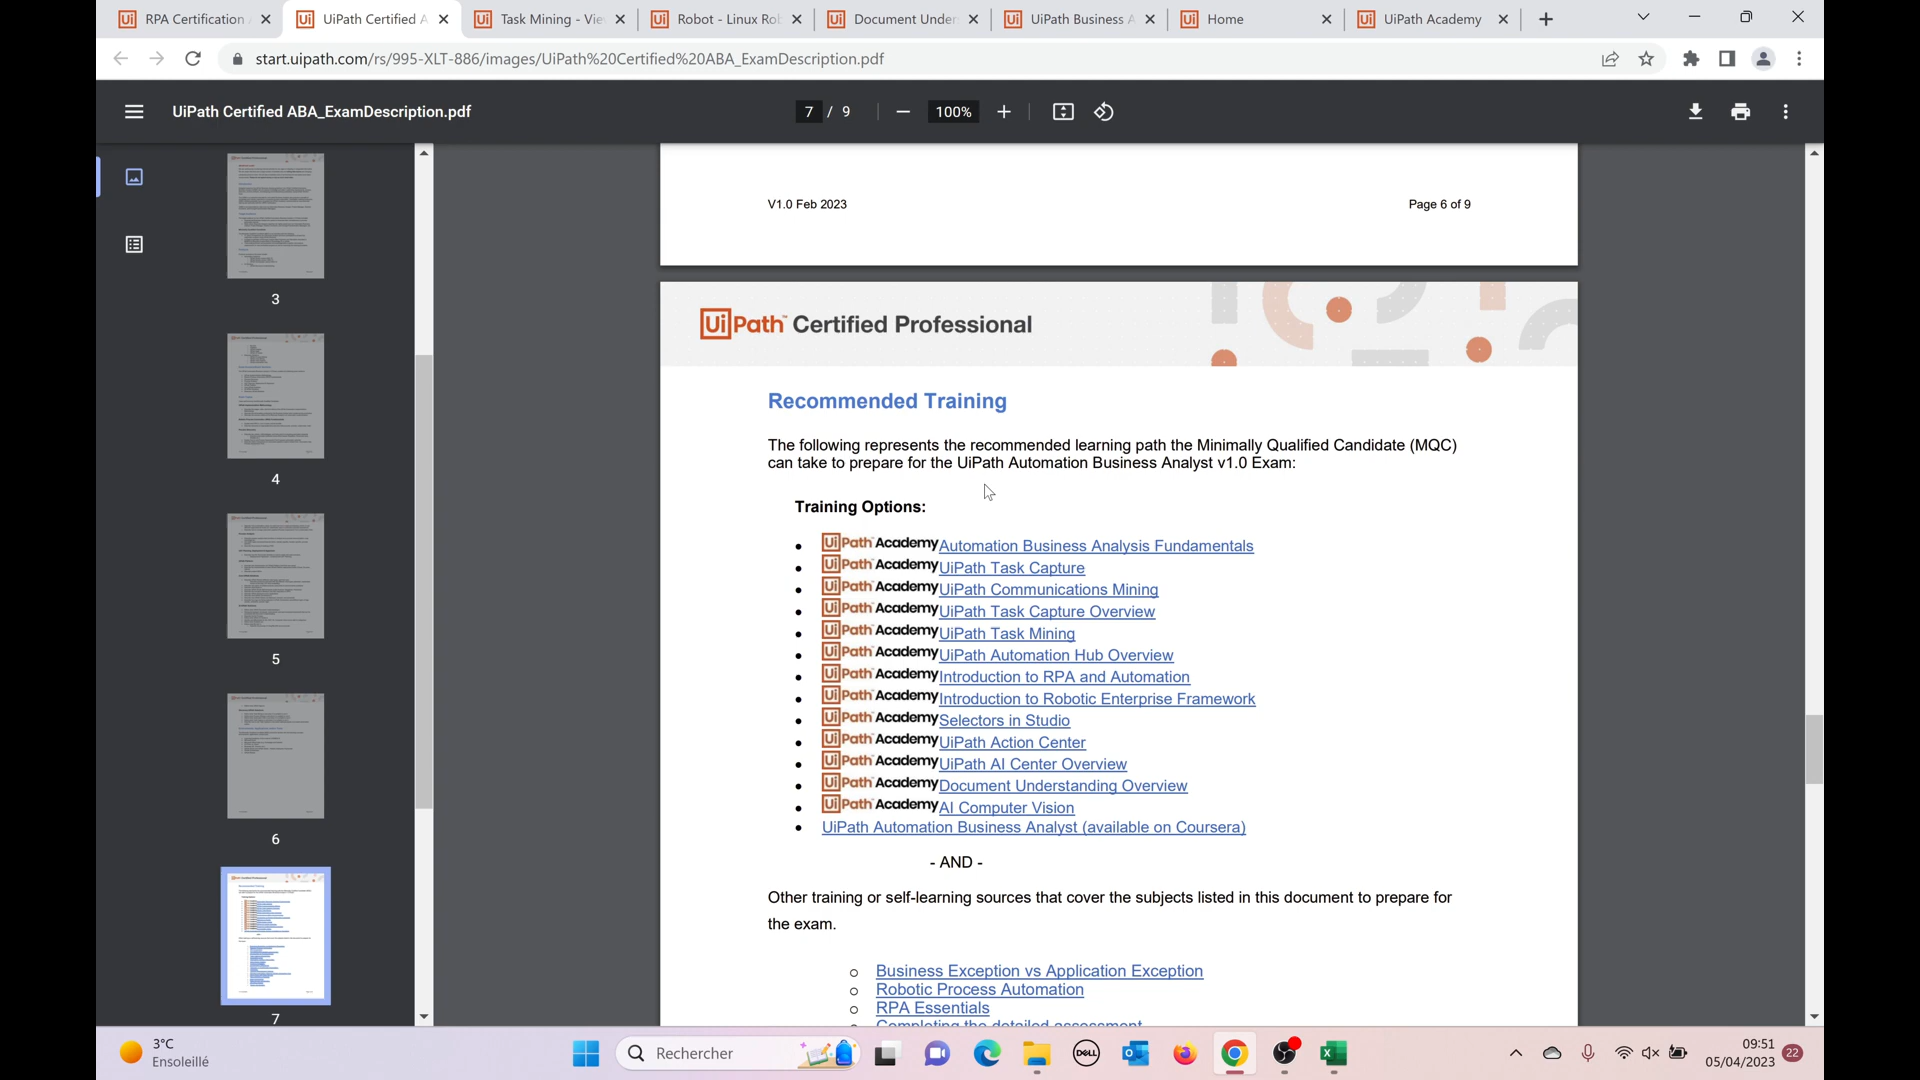 RPA Certification
UiPath Certified A
Task Mining - Vie
Robot - Linux Rob
Document Under
UiPath Business A
Home
UiPath Academy
start.uipath.com/rs/995-XLT-886/images/UiPath%20Certified%20ABA_ExamDescription.pdf
UiPath Certified ABA_ExamDescription.pdf
7 / 9
100%
3
4
5
6
7
V1.0 Feb 2023
Page 6 of 9
UiPath™ Certified Professional
Recommended Training
The following represents the recommended learning path the Minimally Qualified Candidate (MQC)
can take to prepare for the UiPath Automation Business Analyst v1.0 Exam:
Training Options:
• UiPath Academy Automation Business Analysis Fundamentals
• UiPath Academy UiPath Task Capture
• UiPath Academy UiPath Communications Mining
• UiPath Academy UiPath Task Capture Overview
• UiPath Academy UiPath Task Mining
• UiPath Academy UiPath Automation Hub Overview
• UiPath Academy Introduction to RPA and Automation
• UiPath Academy Introduction to Robotic Enterprise Framework
• UiPath Academy Selectors in Studio
• UiPath Academy UiPath Action Center
• UiPath Academy UiPath AI Center Overview
• UiPath Academy Document Understanding Overview
• UiPath Academy AI Computer Vision
• UiPath Automation Business Analyst (available on Coursera)
- AND -
Other training or self-learning sources that cover the subjects listed in this document to prepare for
the exam.
o Business Exception vs Application Exception
o Robotic Process Automation
o RPA Essentials
Completing the detailed assessment
3°C
Ensoleillé
Rechercher
DELL
09:51
05/04/2023
22